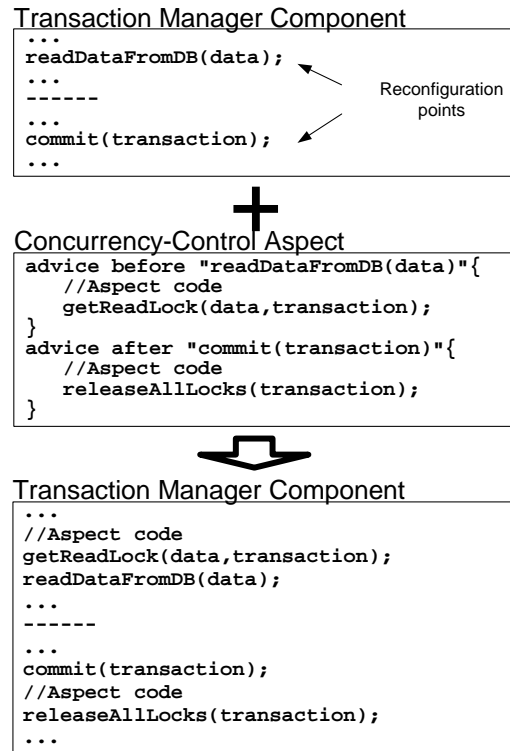 Transaction Manager Component
...
readDataFromDB(data);
...
------
...
commit(transaction);
...
Reconfiguration
points
+
Concurrency-Control Aspect
advice before "readDataFromDB(data)"{
//Aspect code
getReadLock(data,transaction);
}
advice after "commit(transaction)"{
//Aspect code
releaseAllLocks(transaction);
}
Transaction Manager Component
...
//Aspect code
getReadLock(data,transaction);
readDataFromDB(data);
...
------
...
commit(transaction);
//Aspect code
releaseAllLocks(transaction);
...